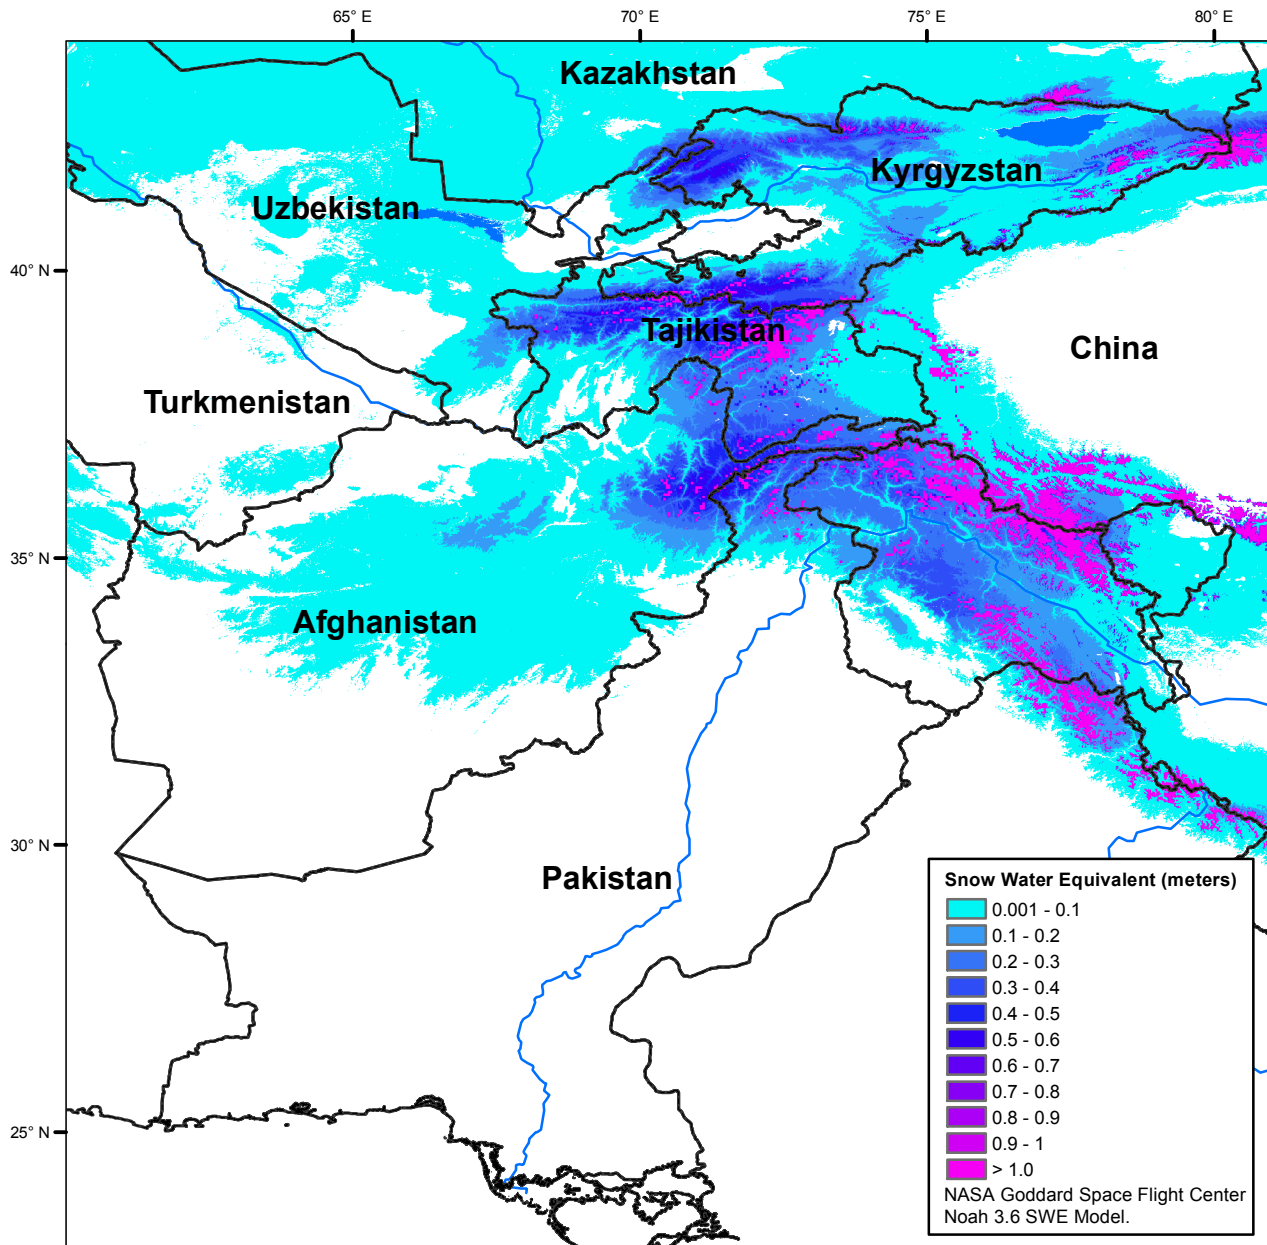 65° E
70° E
75° E
80° E
Kazakhstan
Kyrgyzstan
Uzbekistan
40° N
Tajikistan
China
Turkmenistan
35° N
Afghanistan
30° N
Pakistan
25° N
Snow Water Equivalent (meters)
0.001 - 0.1
0.1 - 0.2
0.2 - 0.3
0.3 - 0.4
0.4 - 0.5
0.5 - 0.6
0.6 - 0.7
0.7 - 0.8
0.8 - 0.9
0.9 - 1
> 1.0
NASA Goddard Space Flight Center
Noah 3.6 SWE Model.